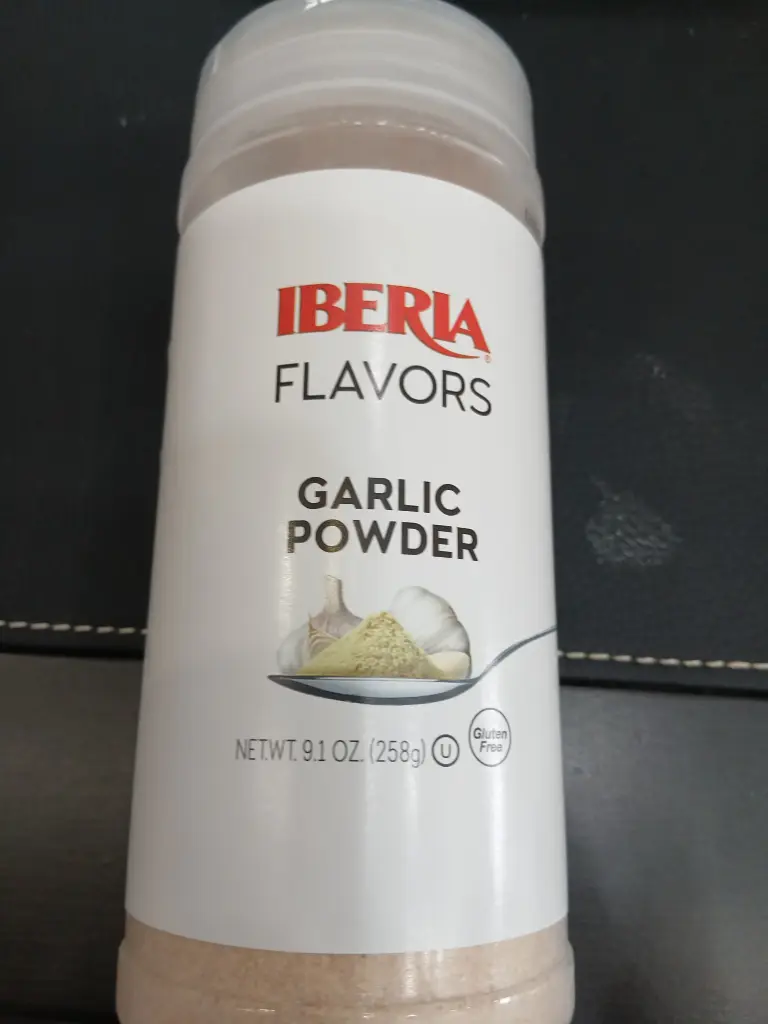 IBERIA®
FLAVORS
GARLIC
POWDER
NET.WT. 9.1 OZ. (258g) U
Gluten
Free